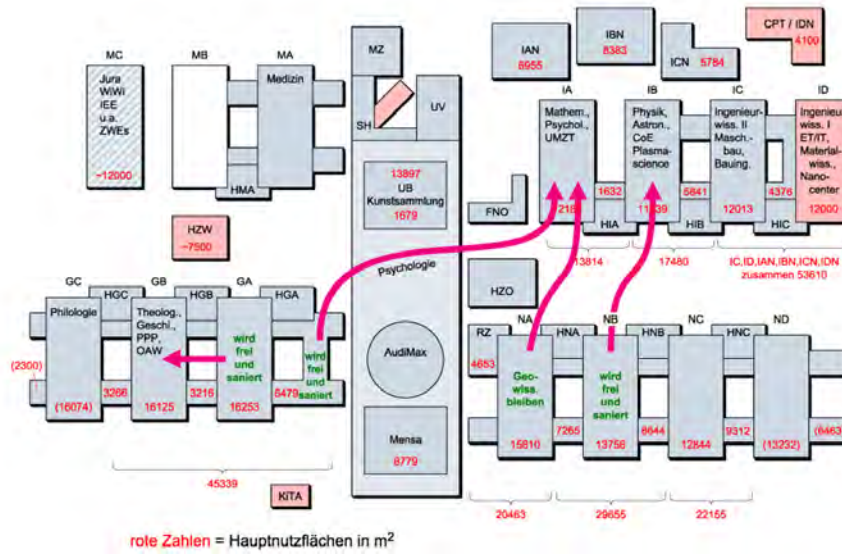 MC
MB
MA
Jura
WiWi
IEE
u.a.
ZWEs
~12000
Medizin
HMA
HZW
~7500
MZ
SH
UV
13897
UB
Kunstsammlung
1679
Psychologie
AudiMax
Mensa
8779
IAN
8955
IBN
8383
ICN
5784
CPT / IDN
4100
IA
IB
IC
ID
Mathem.,
Psychol.,
UMZT
Physik,
Astron.,
CoE
Plasma-
science
Ingenieur-
wiss. II
Masch.-
bau,
Bauing.
Ingenieur
wiss. I
ET/IT,
Material-
wiss.,
Nano-
center
1632
5841
12013
4376
12000
FNO
HIA
HIB
HIC
13814
17480
IC,ID,IAN,IBN,ICN,IDN
zusammen 53610
HZO
GC
GB
GA
HGC
HGB
HGA
Philologie
Theolog.,
Geschl.,
PPP,
OAW
wird
frei
und
saniert
wird
frei
und
saniert
(2300)
3266
3216
6479
(16074)
16125
16253
45339
KiTA
NA
NB
NC
ND
RZ
HNA
HNB
HNC
4653
Geo-
wiss.
bleiben
wird
frei
und
saniert
15810
7265
13756
8644
12844
9312
(13232)
(6463)
20463
29655
22155
rote Zahlen = Hauptnutzflächen in m²